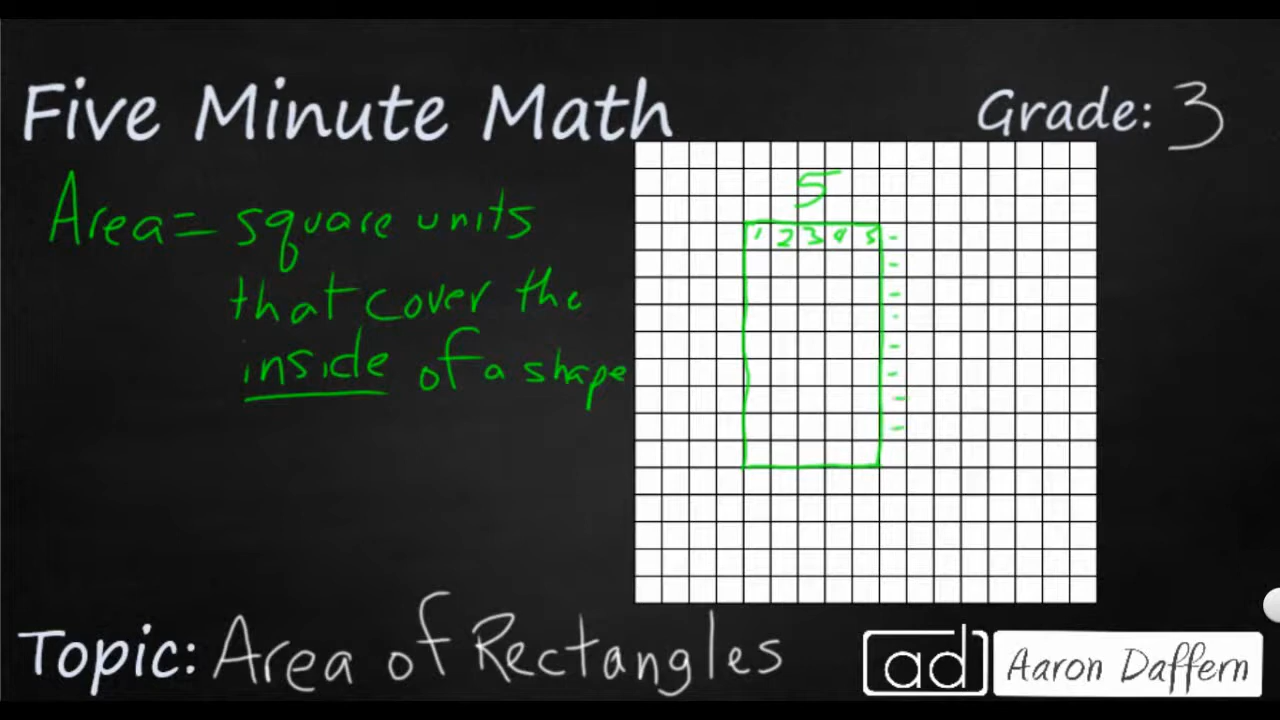 Five Minute Math
Grade: 3
Area = square units
that cover the
inside of a shape
5
1 2 3 4 5
Topic: Area of Rectangles
ad Aaron Daffern